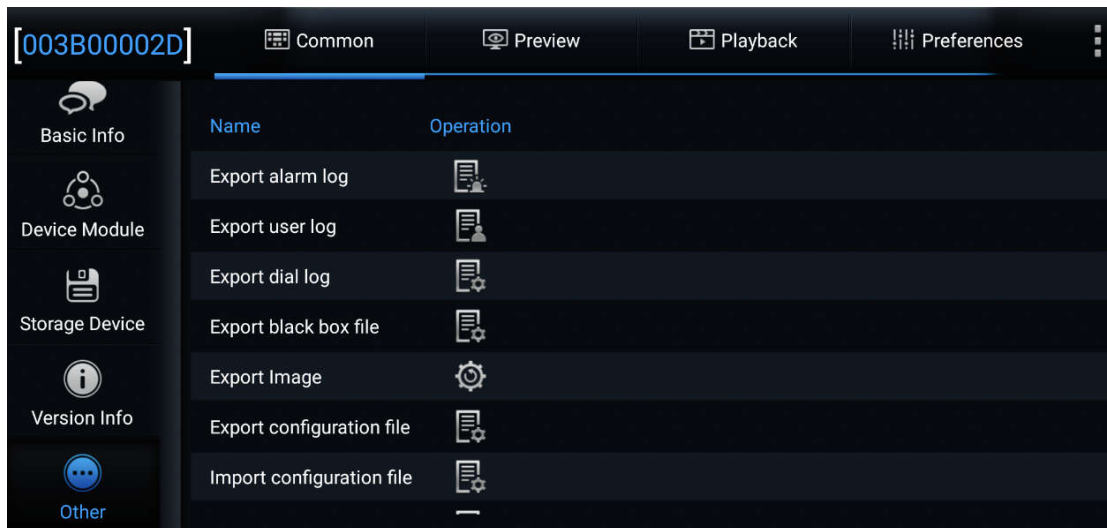 [003B00002D]
Common
Preview
Playback
Preferences
Basic Info
Device Module
Storage Device
Version Info
Other
Name Operation
Export alarm log
Export user log
Export dial log
Export black box file
Export Image
Export configuration file
Import configuration file